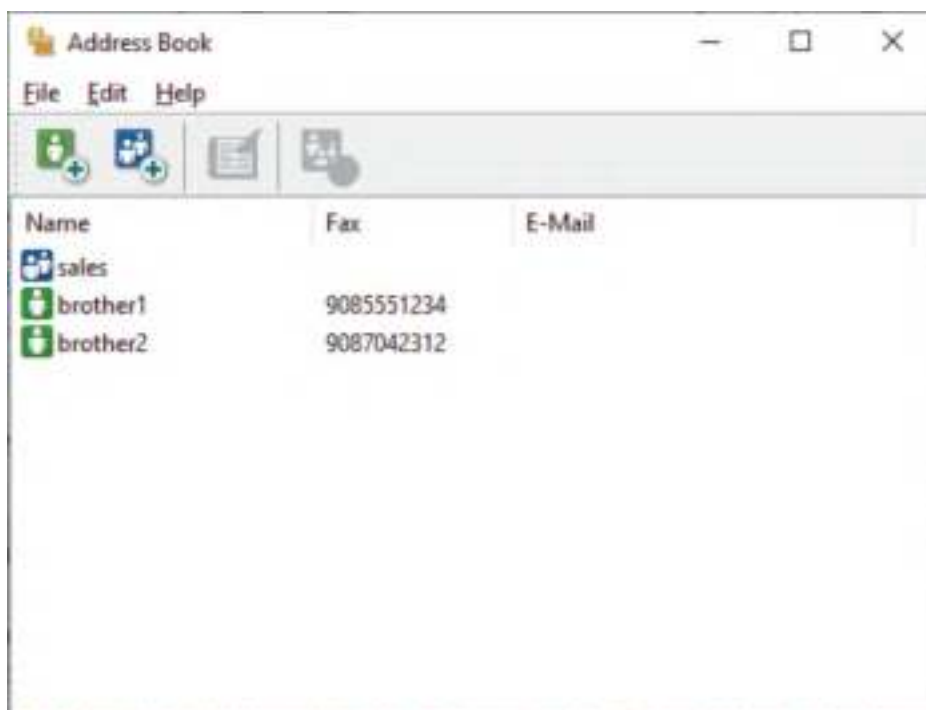 Address Book
File Edit Help
Name Fax E-Mail
sales
brother1 9085551234
brother2 9087042312